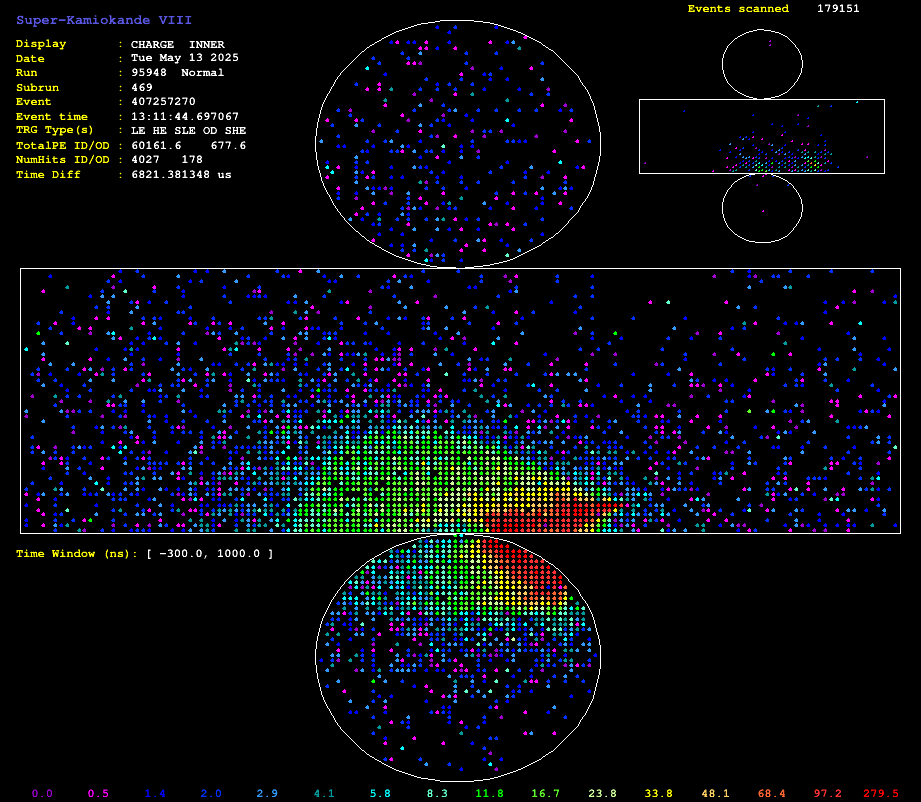 Events scanned 179151
Super-Kamiokande VIII
Display : CHARGE INNER
Date : Tue May 13 2025
Run : 95948 Normal
Subrun : 469
Event : 407257270
Event time : 13:11:44.697067
TRG Type(s) : LE HE SLE OD SHE
TotalPE ID/OD : 60161.6 677.6
NumHits ID/OD : 4027 178
Time Diff : 6821.381348 us
Time Window (ns): [ −300.0, 1000.0 ]
0.0 0.5 1.4 2.0 2.9 4.1 5.8 8.3 11.8 16.7 23.8 33.8 48.1 68.4 97.2 279.5